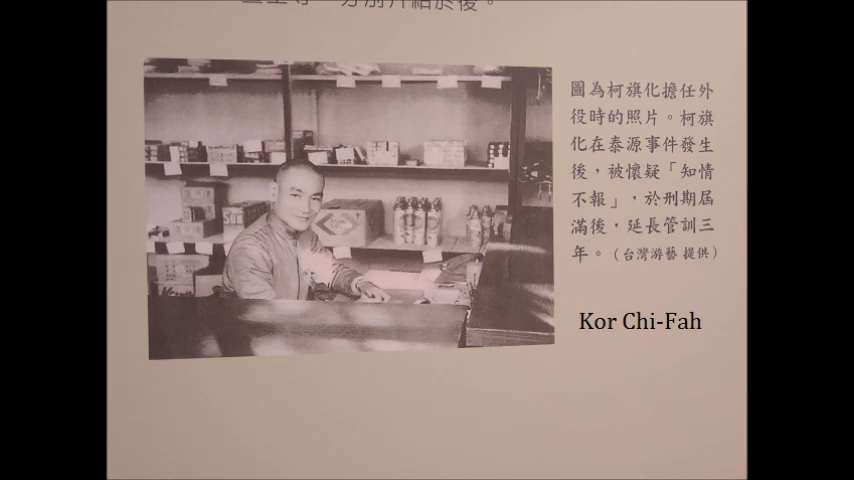 圖為柯旗化擔任外
役時的照片。柯旗
化在泰源事件發生
後，被懷疑「知情
不報」，於刑期屆
滿後，延長管訓三
年。（台灣游藝 提供）
Kor Chi-Fah